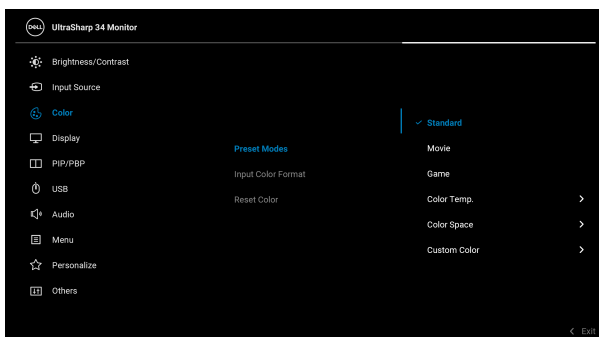 DELL UltraSharp 34 Monitor
Brightness/Contrast
Input Source
Color
Display
PIP/PBP
USB
Audio
Menu
Personalize
Others
Preset Modes
Input Color Format
Reset Color
Standard
Movie
Game
Color Temp.
Color Space
Custom Color
Exit